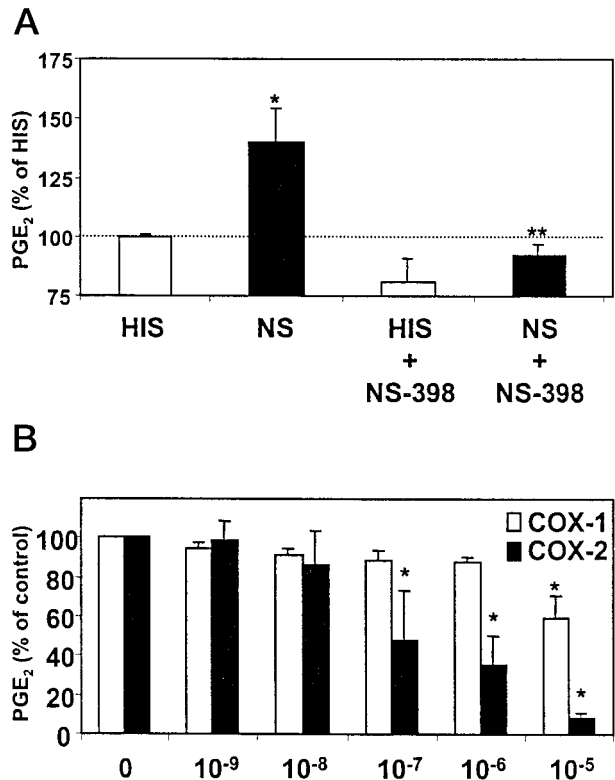 A
PGE₂ (% of HIS)
175
150
125
100
75
*
**
HIS NS HIS NS
+ +
NS-398 NS-398
B
PGE₂ (% of control)
100
80
60
40
20
0
COX-1
COX-2
* * * *
0 10⁻⁹ 10⁻⁸ 10⁻⁷ 10⁻⁶ 10⁻⁵